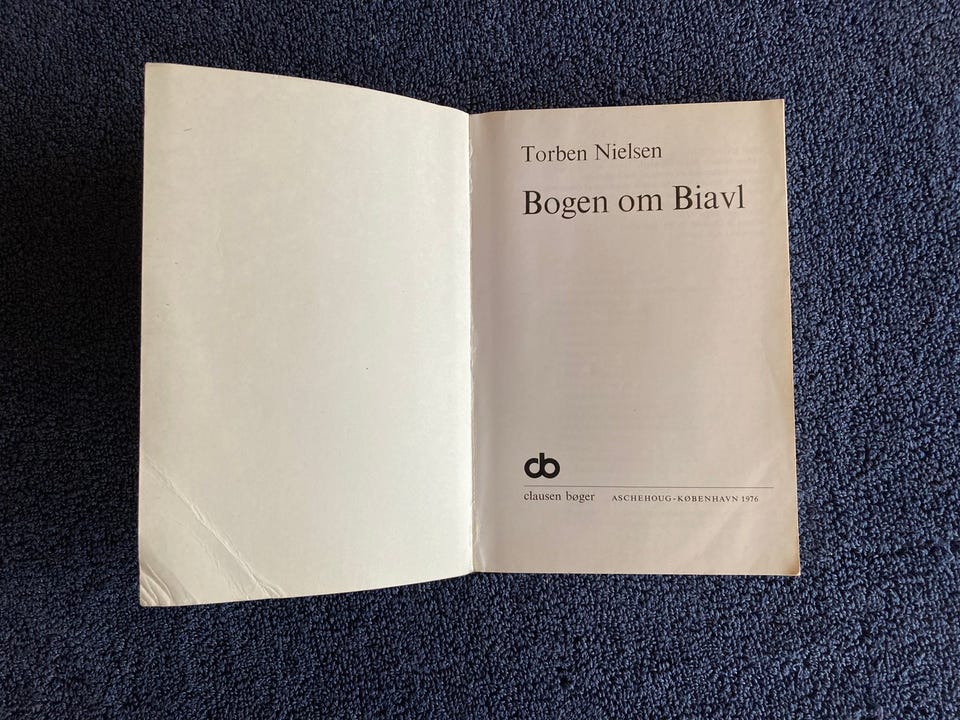 Torben Nielsen
Bogen om Biavl
cb
clausen bøger ASCHEHOUG-KØBENHAVN 1976